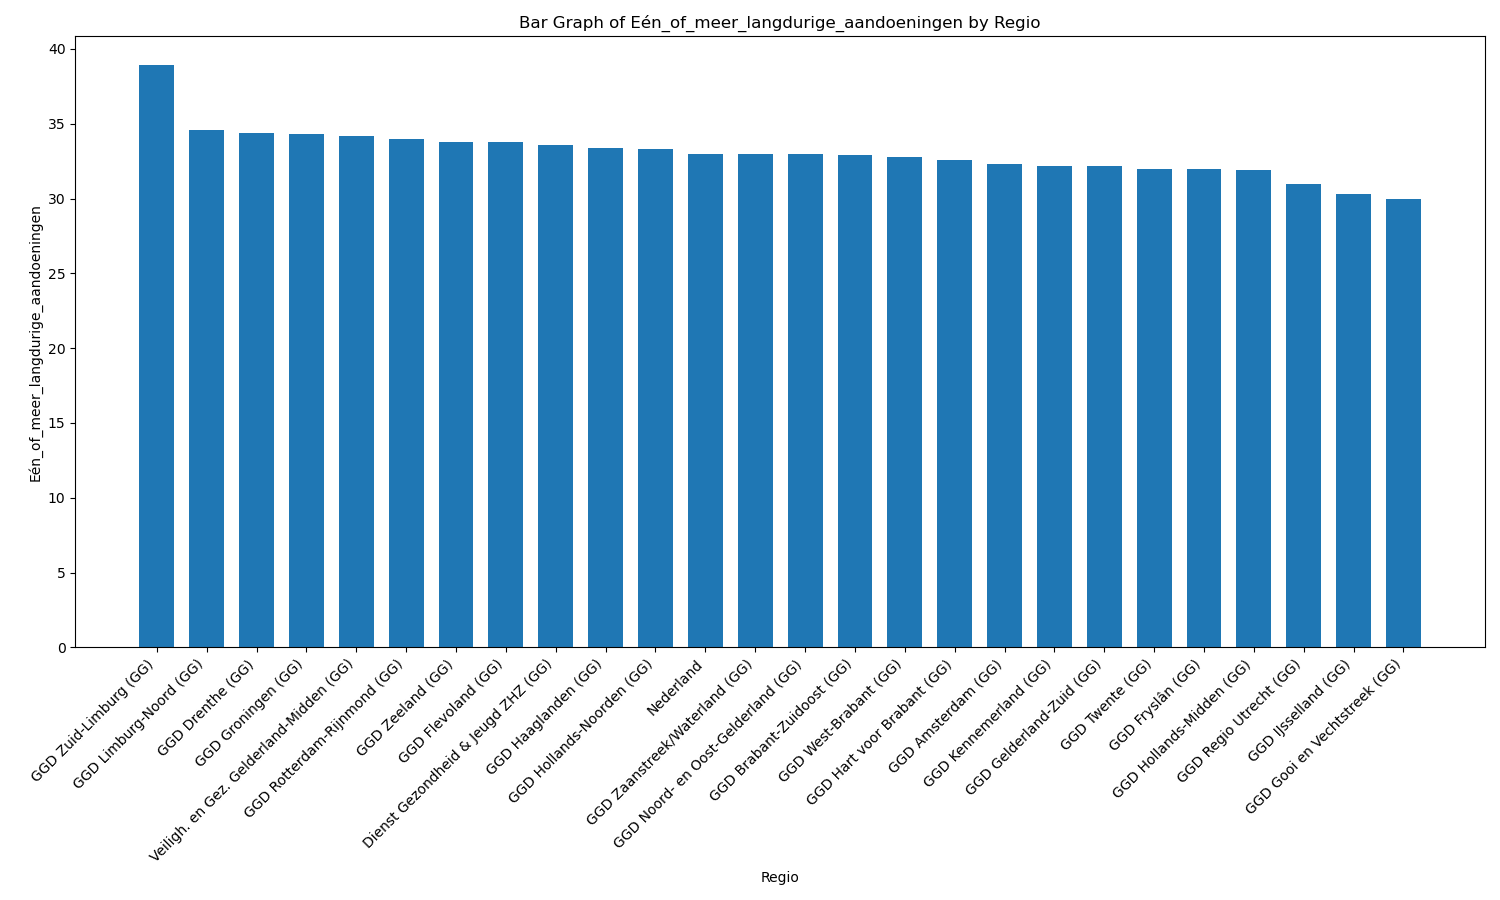 Bar Graph of Eén_of_meer_langdurige_aandoeningen by Regio
Eén_of_meer_langdurige_aandoeningen
40
35
30
25
20
15
10
5
0
GGD Zuid-Limburg (GG)
GGD Limburg-Noord (GG)
GGD Drenthe (GG)
GGD Groningen (GG)
Veiligh. en Gez. Gelderland-Midden (GG)
GGD Rotterdam-Rijnmond (GG)
GGD Zeeland (GG)
GGD Flevoland (GG)
Dienst Gezondheid & Jeugd ZHZ (GG)
GGD Haaglanden (GG)
GGD Hollands-Noorden (GG)
Nederland
GGD Zaanstreek/Waterland (GG)
GGD Noord- en Oost-Gelderland (GG)
GGD Brabant-Zuidoost (GG)
GGD West-Brabant (GG)
GGD Hart voor Brabant (GG)
GGD Amsterdam (GG)
GGD Kennemerland (GG)
GGD Gelderland-Zuid (GG)
GGD Twente (GG)
GGD Fryslân (GG)
GGD Hollands-Midden (GG)
GGD Regio Utrecht (GG)
GGD IJsselland (GG)
GGD Gooi en Vechtstreek (GG)
Regio